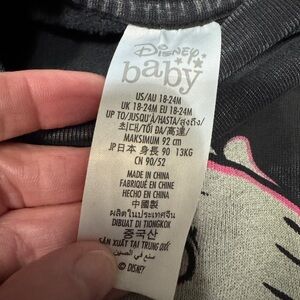 Disney
baby
US/AU 18-24M
UK 18-24M EU 18-24M
UP TO/JUSQU'À/HASTA/สูงถึง/
초대/TỐI ĐA/高達/
MAKSIMUM 92 cm
JP日本 身長 90 13KG
CN 90/52
MADE IN CHINA
FABRIQUÉ EN CHINE
HECHO EN CHINA
中國製
ผลิตในประเทศจีน
DIBUAT DI TIONGKOK
중국산
SẢN XUẤT TẠI TRUNG QUỐC
صنع في الصين
© DISNEY